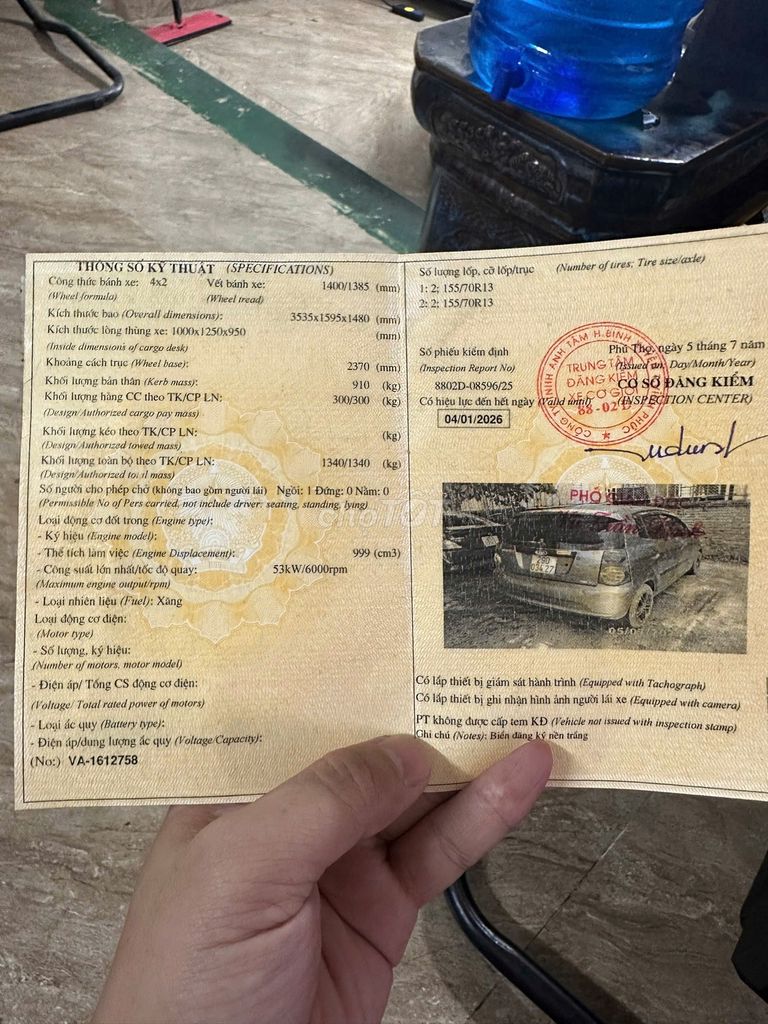 THÔNG SỐ KỸ THUẬT (SPECIFICATIONS)
Công thức bánh xe: 4x2 Vết bánh xe: 1400/1385 (mm)
(Wheel formula) (Wheel tread)
Kích thước bao (Overall dimensions): 3535x1595x1480 (mm)
Kích thước lòng thùng xe: 1000x1250x950 (mm)
(Inside dimensions of cargo desk)
Khoảng cách trục (Wheel base): 2370 (mm)
Khối lượng bản thân (Kerb mass): 910 (kg)
Khối lượng hàng CC theo TK/CP LN: 300/300 (kg)
(Design/Authorized cargo pay mass)
Khối lượng kéo theo TK/CP LN: (kg)
(Design/Authorized towed mass)
Khối lượng toàn bộ theo TK/CP LN: 1340/1340 (kg)
(Design/Authorized total mass)
Số người cho phép chở (không bao gồm người lái) Ngồi: 1 Đứng: 0 Nằm: 0
(Permissible No of Pers carried, not include driver: seating, standing, lying)
Loại động cơ đốt trong (Engine type):
- Ký hiệu (Engine model):
- Thể tích làm việc (Engine Displacement): 999 (cm3)
- Công suất lớn nhất/tốc độ quay: 53kW/6000rpm
(Maximum engine output/rpm)
- Loại nhiên liệu (Fuel): Xăng
Loại động cơ điện:
(Motor type)
- Số lượng, ký hiệu:
(Number of motors, motor model)
- Điện áp/ Tổng CS động cơ điện:
(Voltage/ Total rated power of motors)
- Loại ắc quy (Battery type):
- Điện áp/dung lượng ắc quy (Voltage/Capacity):
(No:) VA-1612758
Số lượng lốp, cỡ lốp/trục (Number of tires; Tire size/axle)
1: 2; 155/70R13
2: 2; 155/70R13
Số phiếu kiểm định Phú Thọ, ngày 5 tháng 7 năm
(Inspection Report No) (Issued on: Day/Month/Year)
8802D-08596/25 CƠ SỞ ĐĂNG KIỂM
Có hiệu lực đến hết ngày (Valid until) (INSPECTION CENTER)
04/01/2026
TRUNG TÂM
ĐĂNG KIỂM
XE CƠ GIỚI
88-02D
PHÓ
Có lắp thiết bị giám sát hành trình (Equipped with Tachograph)
Có lắp thiết bị ghi nhận hình ảnh người lái xe (Equipped with camera)
PT không được cấp tem KĐ (Vehicle not issued with inspection stamp)
Ghi chú (Notes): Biển đăng ký nền trắng